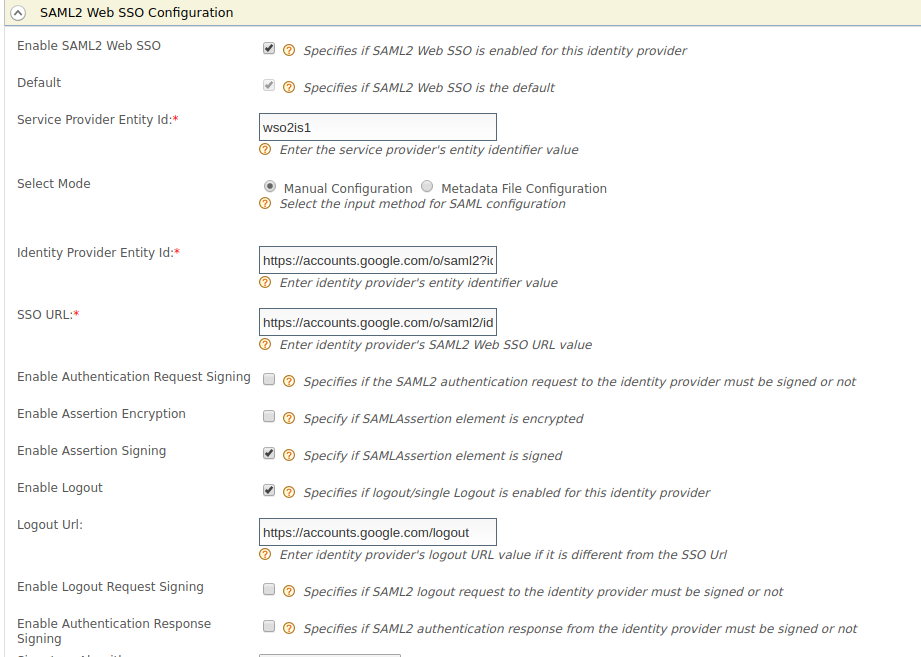 SAML2 Web SSO Configuration
Enable SAML2 Web SSO
Specifies if SAML2 Web SSO is enabled for this identity provider
Default
Specifies if SAML2 Web SSO is the default
Service Provider Entity Id:*
wso2is1
Enter the service provider's entity identifier value
Select Mode
Manual Configuration Metadata File Configuration
Select the input method for SAML configuration
Identity Provider Entity Id:*
https://accounts.google.com/o/saml2?ic
Enter identity provider's entity identifier value
SSO URL:*
https://accounts.google.com/o/saml2/id
Enter identity provider's SAML2 Web SSO URL value
Enable Authentication Request Signing
Specifies if the SAML2 authentication request to the identity provider must be signed or not
Enable Assertion Encryption
Specify if SAMLAssertion element is encrypted
Enable Assertion Signing
Specify if SAMLAssertion element is signed
Enable Logout
Specifies if logout/single Logout is enabled for this identity provider
Logout Url:
https://accounts.google.com/logout
Enter identity provider's logout URL value if it is different from the SSO Url
Enable Logout Request Signing
Specifies if SAML2 logout request to the identity provider must be signed or not
Enable Authentication Response
Signing
Specifies if SAML2 authentication response from the identity provider must be signed or not